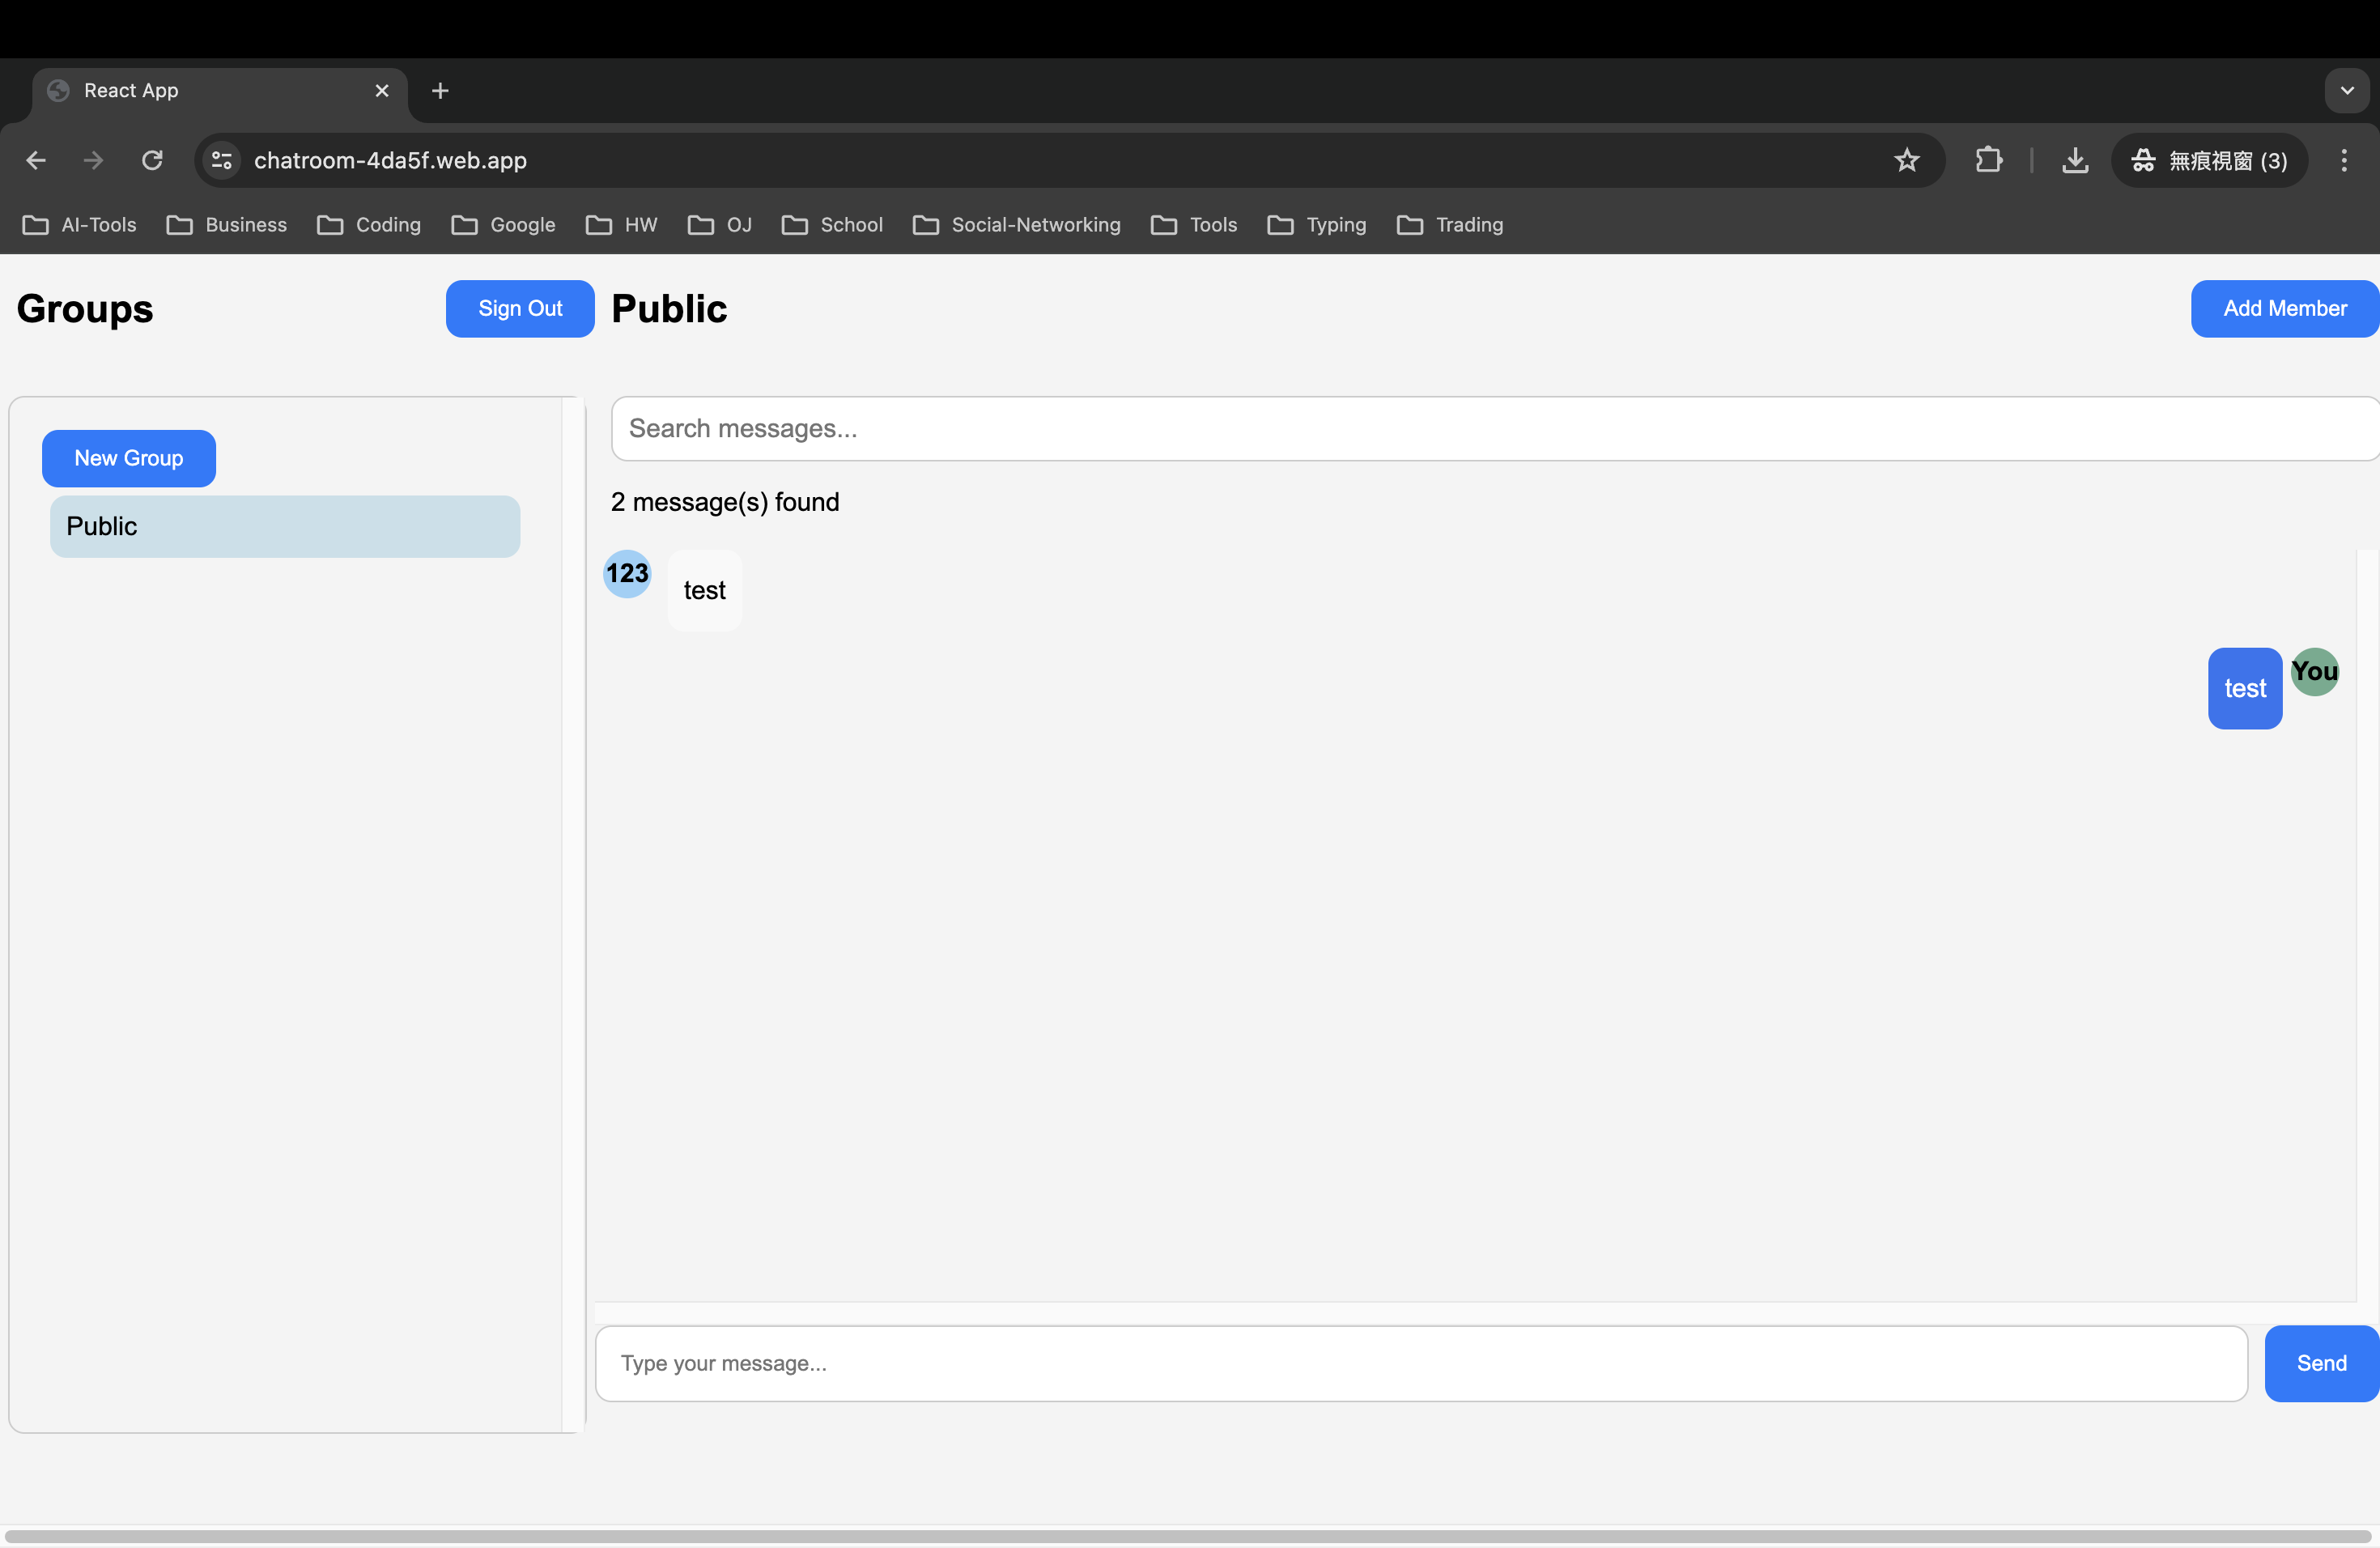 React App
chatroom-4da5f.web.app
無痕視窗 (3)
AI-Tools Business Coding Google HW OJ School Social-Networking Tools Typing Trading
Groups
Sign Out
Public
Add Member
New Group
Public
Search messages...
2 message(s) found
123
test
test
You
Type your message...
Send